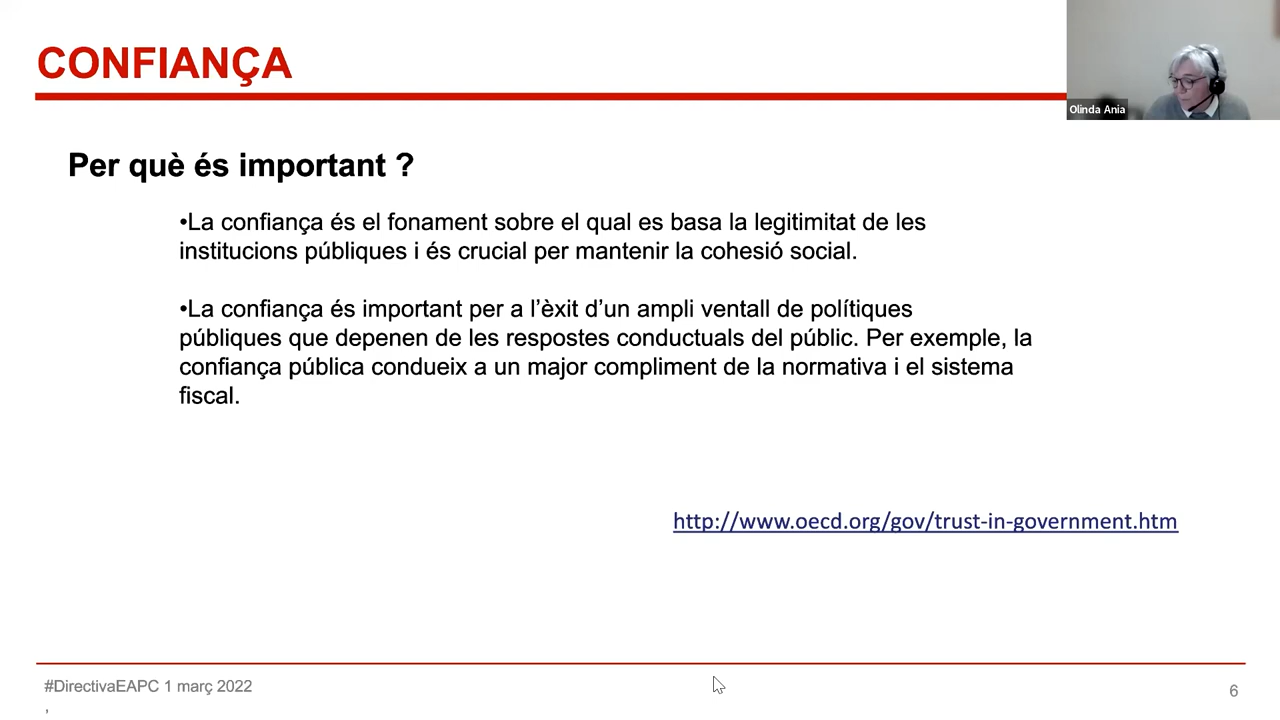 CONFIANÇA
Olinda Ania
Per què és important ?
•La confiança és el fonament sobre el qual es basa la legitimitat de les
institucions públiques i és crucial per mantenir la cohesió social.
•La confiança és important per a l’èxit d’un ampli ventall de polítiques
públiques que depenen de les respostes conductuals del públic. Per exemple, la
confiança pública condueix a un major compliment de la normativa i el sistema
fiscal.
http://www.oecd.org/gov/trust-in-government.htm
#DirectivaEAPC 1 març 2022
,
6